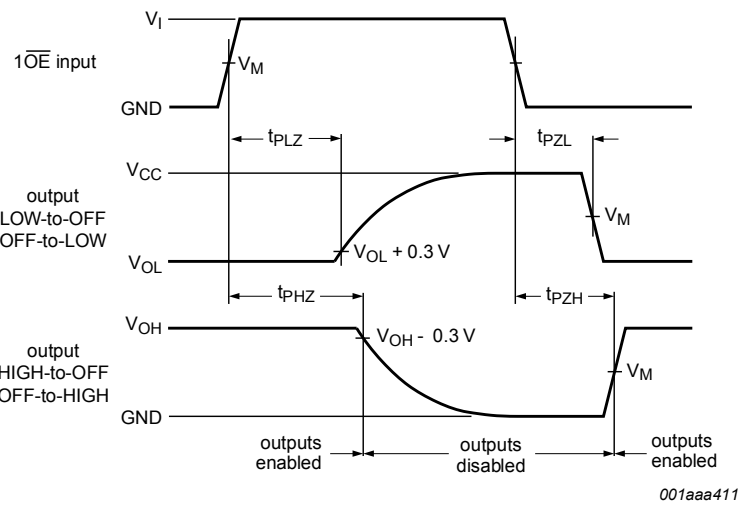 V_I
1O̅E̅ input
V_M
GND
t_PLZ
t_PZL
V_CC
output
LOW-to-OFF
OFF-to-LOW
V_M
V_OL + 0.3 V
V_OL
t_PHZ
t_PZH
V_OH
V_OH - 0.3 V
output
HIGH-to-OFF
OFF-to-HIGH
V_M
GND
outputs
enabled
outputs
disabled
outputs
enabled
001aaa411